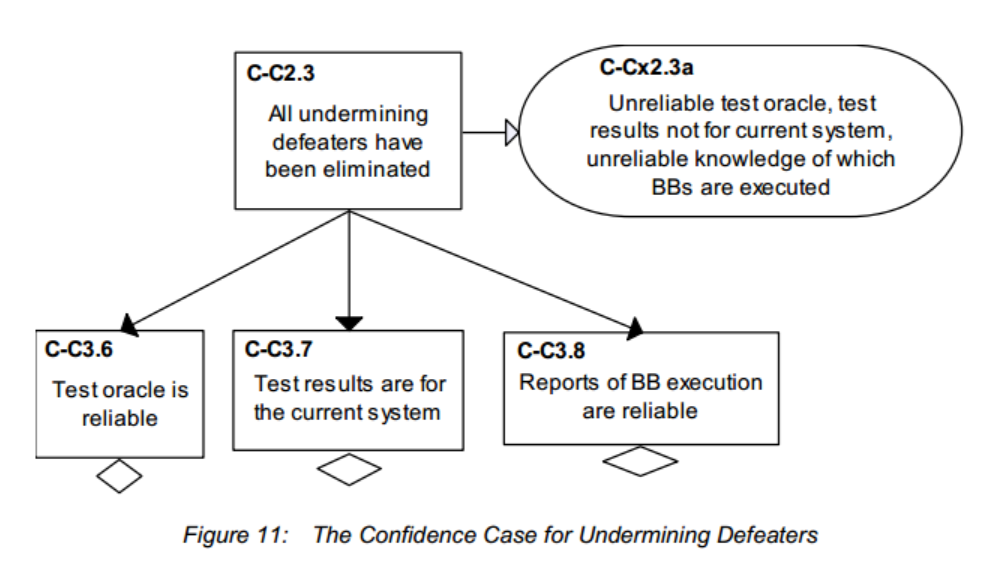 C-C2.3
All undermining
defeaters have
been eliminated
C-Cx2.3a
Unreliable test oracle, test
results not for current system,
unreliable knowledge of which
BBs are executed
C-C3.6
Test oracle is
reliable
C-C3.7
Test results are for
the current system
C-C3.8
Reports of BB execution
are reliable
Figure 11: The Confidence Case for Undermining Defeaters